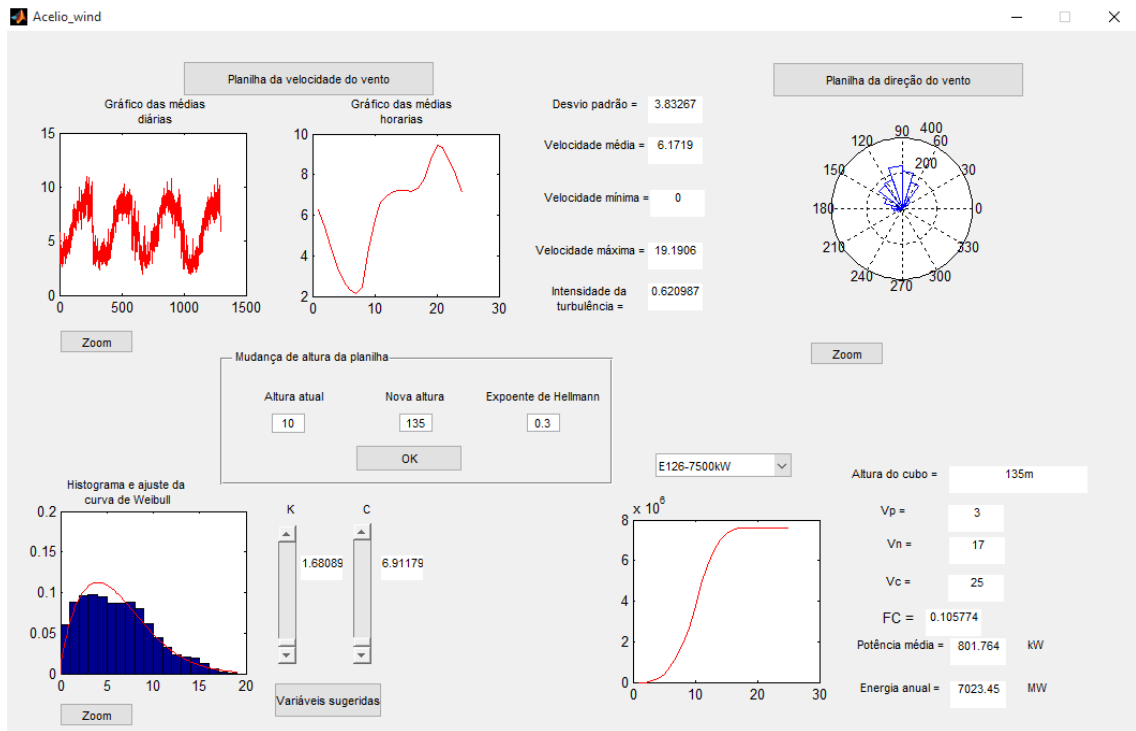 Acelio_wind
Planilha da velocidade do vento
Planilha da direção do vento
Gráfico das médias
diárias
15
10
5
0
0 500 1000 1500
Zoom
Gráfico das médias
horarias
10
8
6
4
2
0 10 20 30
Desvio padrão = 3.83267
Velocidade média = 6.1719
Velocidade mínima = 0
Velocidade máxima = 19.1906
Intensidade da
turbulência = 0.620987
90 400
120 60
200
150 30
180 0
210 330
240 300
270
Zoom
Mudança de altura da planilha
Altura atual Nova altura Expoente de Hellmann
10 135 0.3
OK
Histograma e ajuste da
curva de Weibull
0.2
0.15
0.1
0.05
0
0 5 10 15 20
Zoom
K C
1.68089 6.91179
Variáveis sugeridas
E126-7500kW
x 10^6
8
6
4
2
0
0 10 20 30
Altura do cubo = 135m
Vp = 3
Vn = 17
Vc = 25
FC = 0.105774
Potência média = 801.764 kW
Energia anual = 7023.45 MW